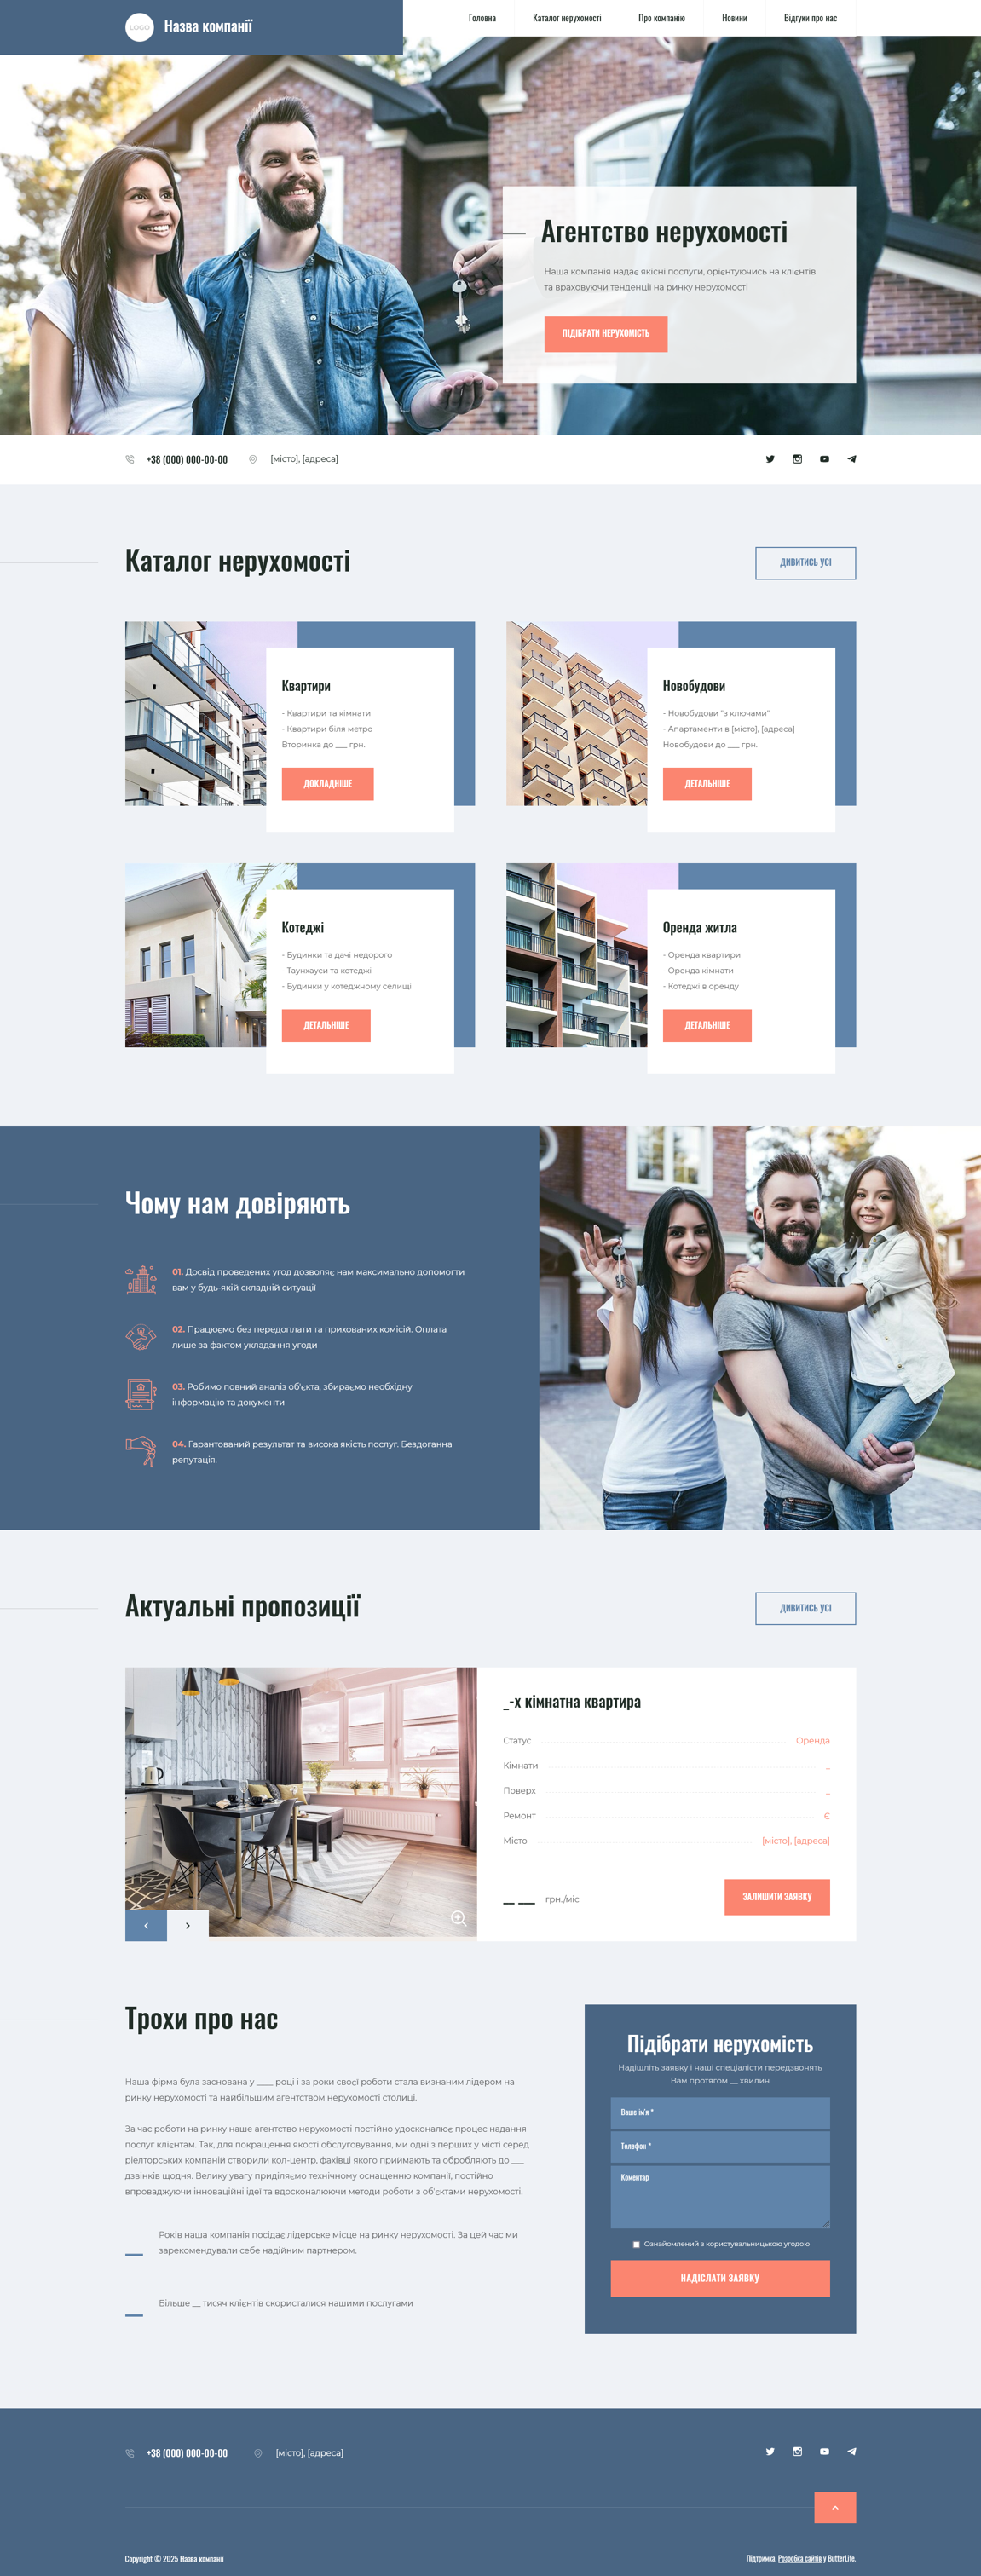 LOGO
Назва компанії
Головна
Каталог нерухомості
Про компанію
Новини
Відгуки про нас
Агентство нерухомості
Наша компанія надає якісні послуги, орієнтуючись на клієнтів
та враховуючи тенденції на ринку нерухомості
ПІДІБРАТИ НЕРУХОМІСТЬ
+38 (000) 000-00-00
[місто], [адреса]
Каталог нерухомості
ДИВИТИСЬ УСІ
Квартири
- Квартири та кімнати
- Квартири біля метро
Вторинка до ___ грн.
ДОКЛАДНІШЕ
Новобудови
- Новобудови "з ключами"
- Апартаменти в [місто], [адреса]
Новобудови до ___ грн.
ДЕТАЛЬНІШЕ
Котеджі
- Будинки та дачі недорого
- Таунхауси та котеджі
- Будинки у котеджному селищі
ДЕТАЛЬНІШЕ
Оренда житла
- Оренда квартири
- Оренда кімнати
- Котеджі в оренду
ДЕТАЛЬНІШЕ
Чому нам довіряють
01. Досвід проведених угод дозволяє нам максимально допомогти
вам у будь-якій складній ситуації
02. Працюємо без передоплати та прихованих комісій. Оплата
лише за фактом укладання угоди
03. Робимо повний аналіз об'єкта, збираємо необхідну
інформацію та документи
04. Гарантований результат та висока якість послуг. Бездоганна
репутація.
Актуальні пропозиції
ДИВИТИСЬ УСІ
_-х кімнатна квартира
Статус Оренда
Кімнати _
Поверх _
Ремонт Є
Місто [місто], [адреса]
__ ___ грн./міс
ЗАЛИШИТИ ЗАЯВКУ
Трохи про нас
Наша фірма була заснована у ____ році і за роки своєї роботи стала визнаним лідером на
ринку нерухомості та найбільшим агентством нерухомості столиці.
За час роботи на ринку наше агентство нерухомості постійно удосконалює процес надання
послуг клієнтам. Так, для покращення якості обслуговування, ми одні з перших у місті серед
рієлторських компаній створили кол-центр, фахівці якого приймають та обробляють до ___
дзвінків щодня. Велику увагу приділяємо технічному оснащенню компанії, постійно
впроваджуючи інноваційні ідеї та вдосконалюючи методи роботи з об'єктами нерухомості.
Років наша компанія посідає лідерське місце на ринку нерухомості. За цей час ми
зарекомендували себе надійним партнером.
Більше __ тисяч клієнтів скористалися нашими послугами
Підібрати нерухомість
Надішліть заявку і наші спеціалісти передзвонять
Вам протягом __ хвилин
Ваше ім'я *
Телефон *
Коментар
Ознайомлений з користувальницькою угодою
НАДІСЛАТИ ЗАЯВКУ
+38 (000) 000-00-00
[місто], [адреса]
Copyright © 2025 Назва компанії
Підтримка. Розробка сайтів у ButterLife.